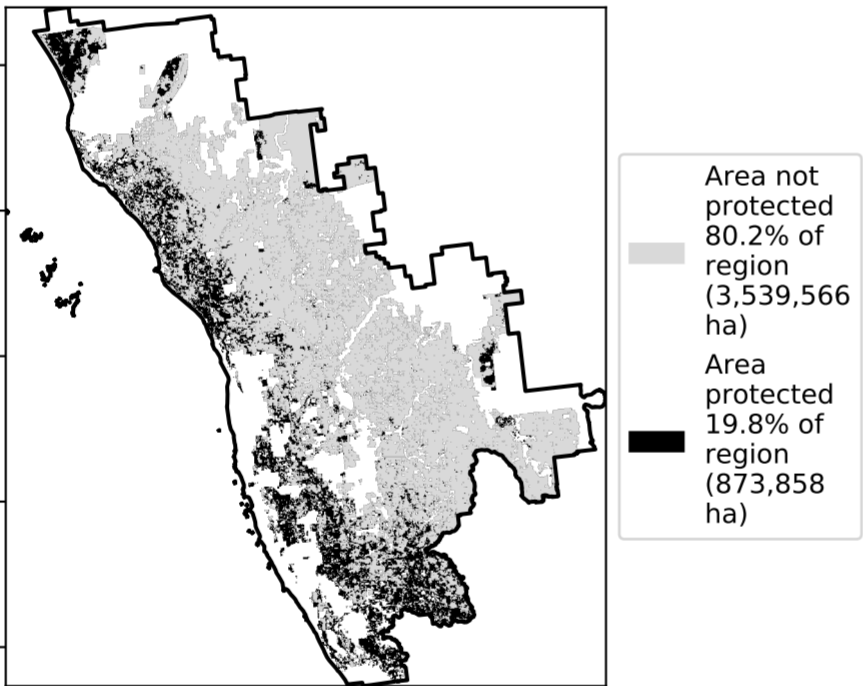 Area not
protected
80.2% of
region
(3,539,566
ha)
Area
protected
19.8% of
region
(873,858
ha)